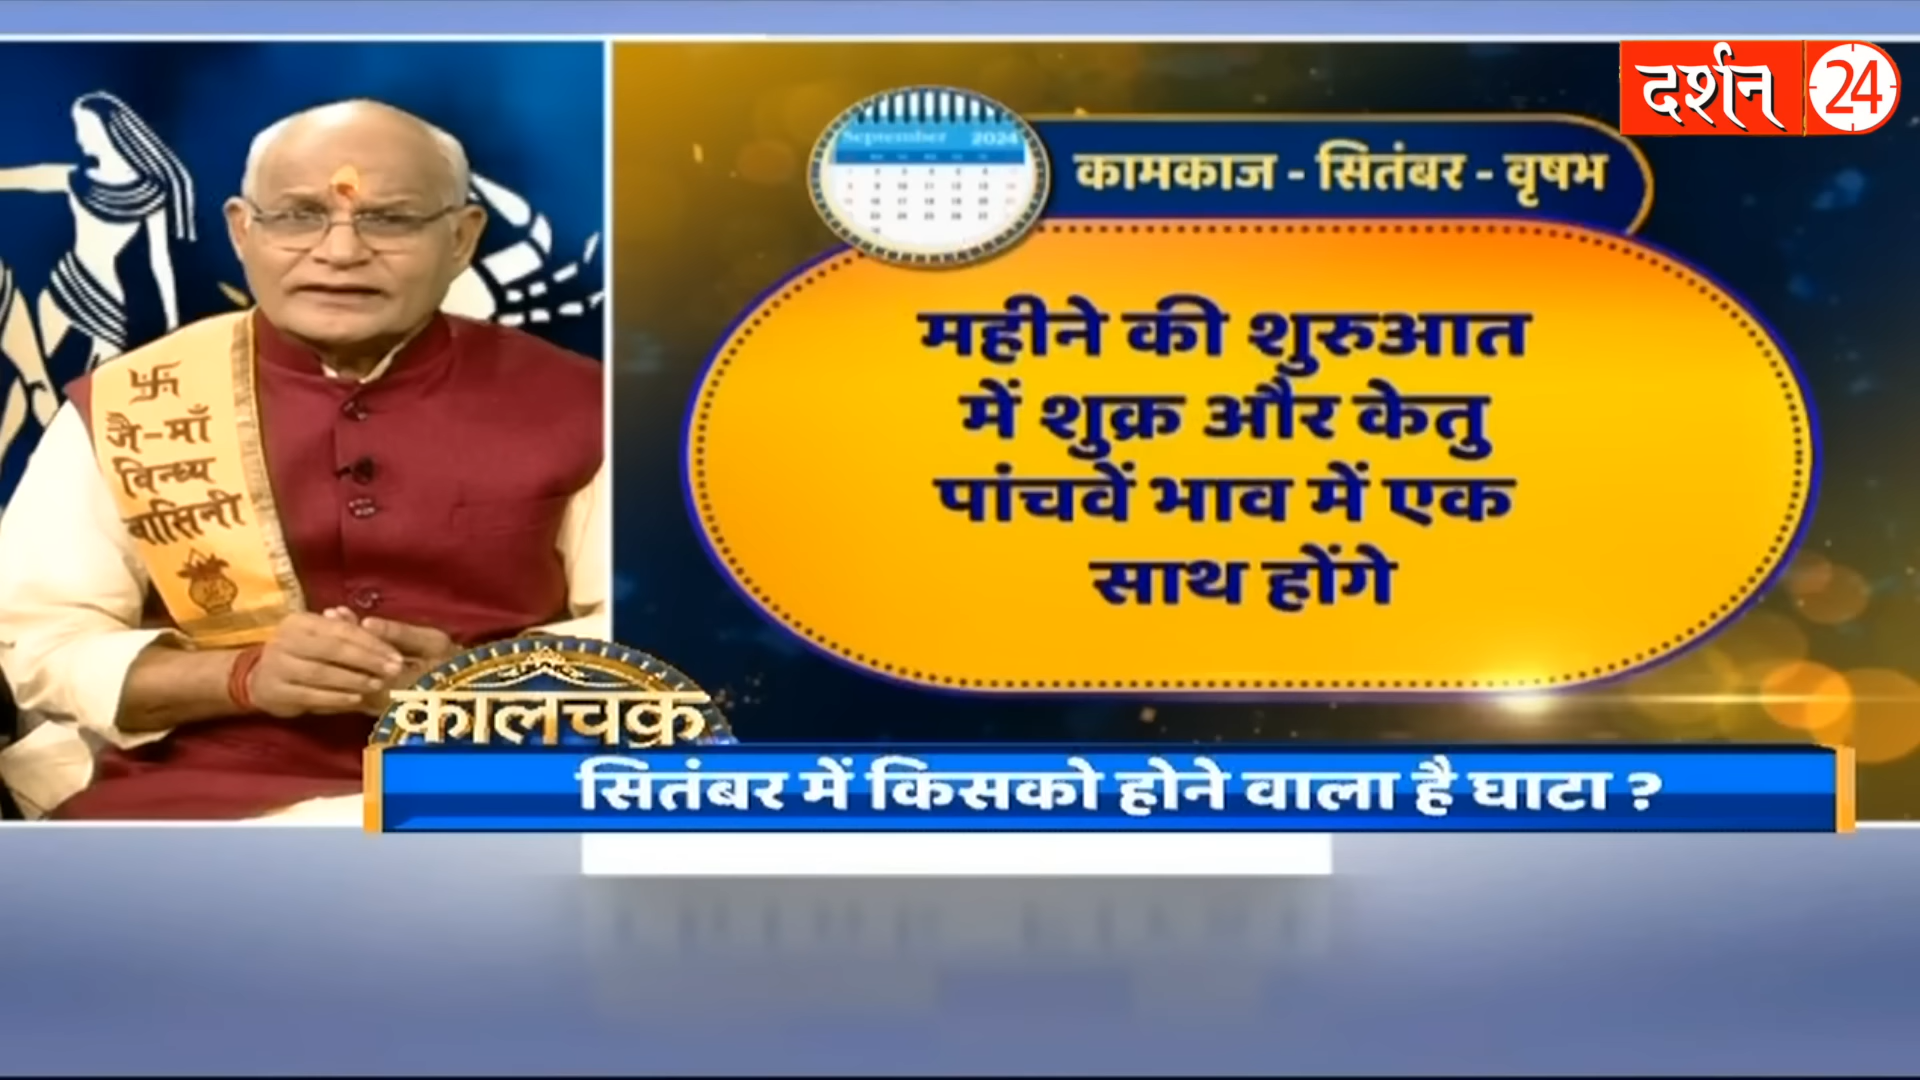 दर्शन 24
September 2024
कामकाज - सितंबर - वृषभ
महीने की शुरुआत
में शुक्र और केतु
पांचवें भाव में एक
साथ होंगे
जै-माँ
विन्ध्य
वासिनी
कालचक्र
सितंबर में किसको होने वाला है घाटा ?